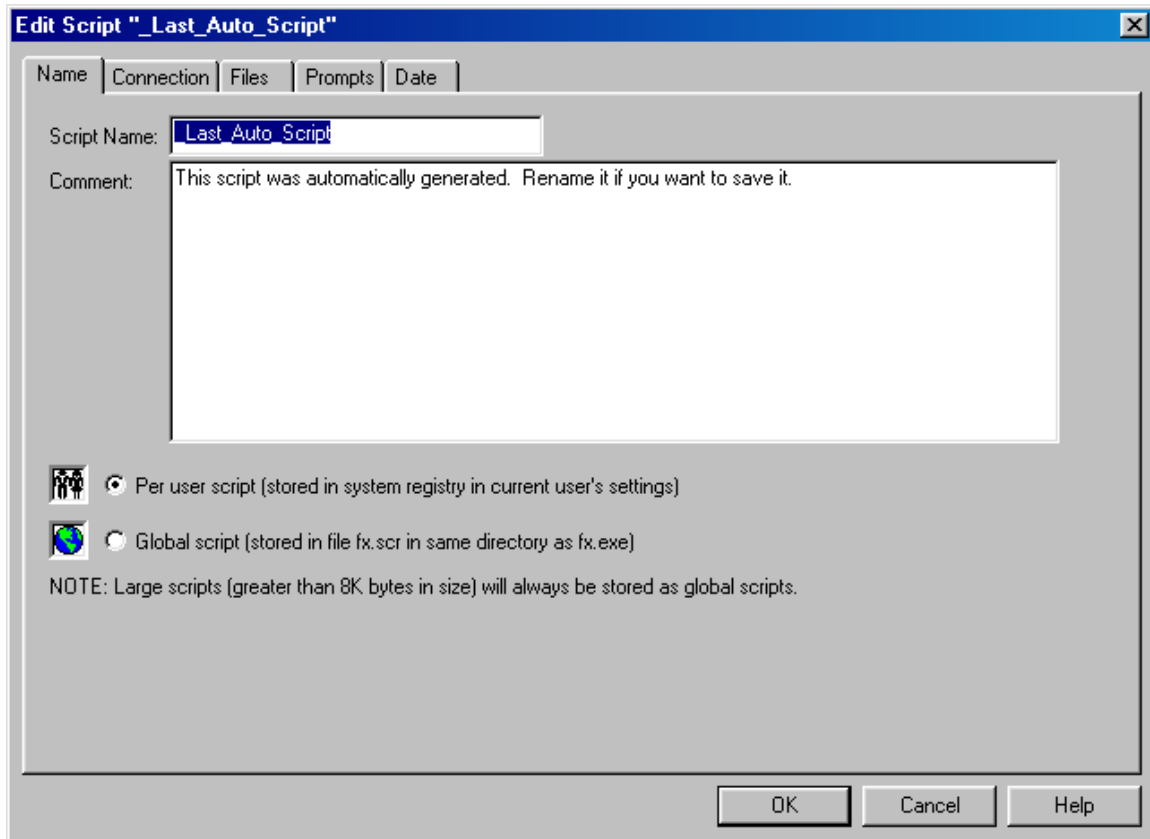 Edit Script "_Last_Auto_Script"
Name Connection Files Prompts Date
Script Name: _Last_Auto_Script
Comment: This script was automatically generated.  Rename it if you want to save it.
Per user script (stored in system registry in current user's settings)
Global script (stored in file fx.scr in same directory as fx.exe)
NOTE: Large scripts (greater than 8K bytes in size) will always be stored as global scripts.
OK Cancel Help